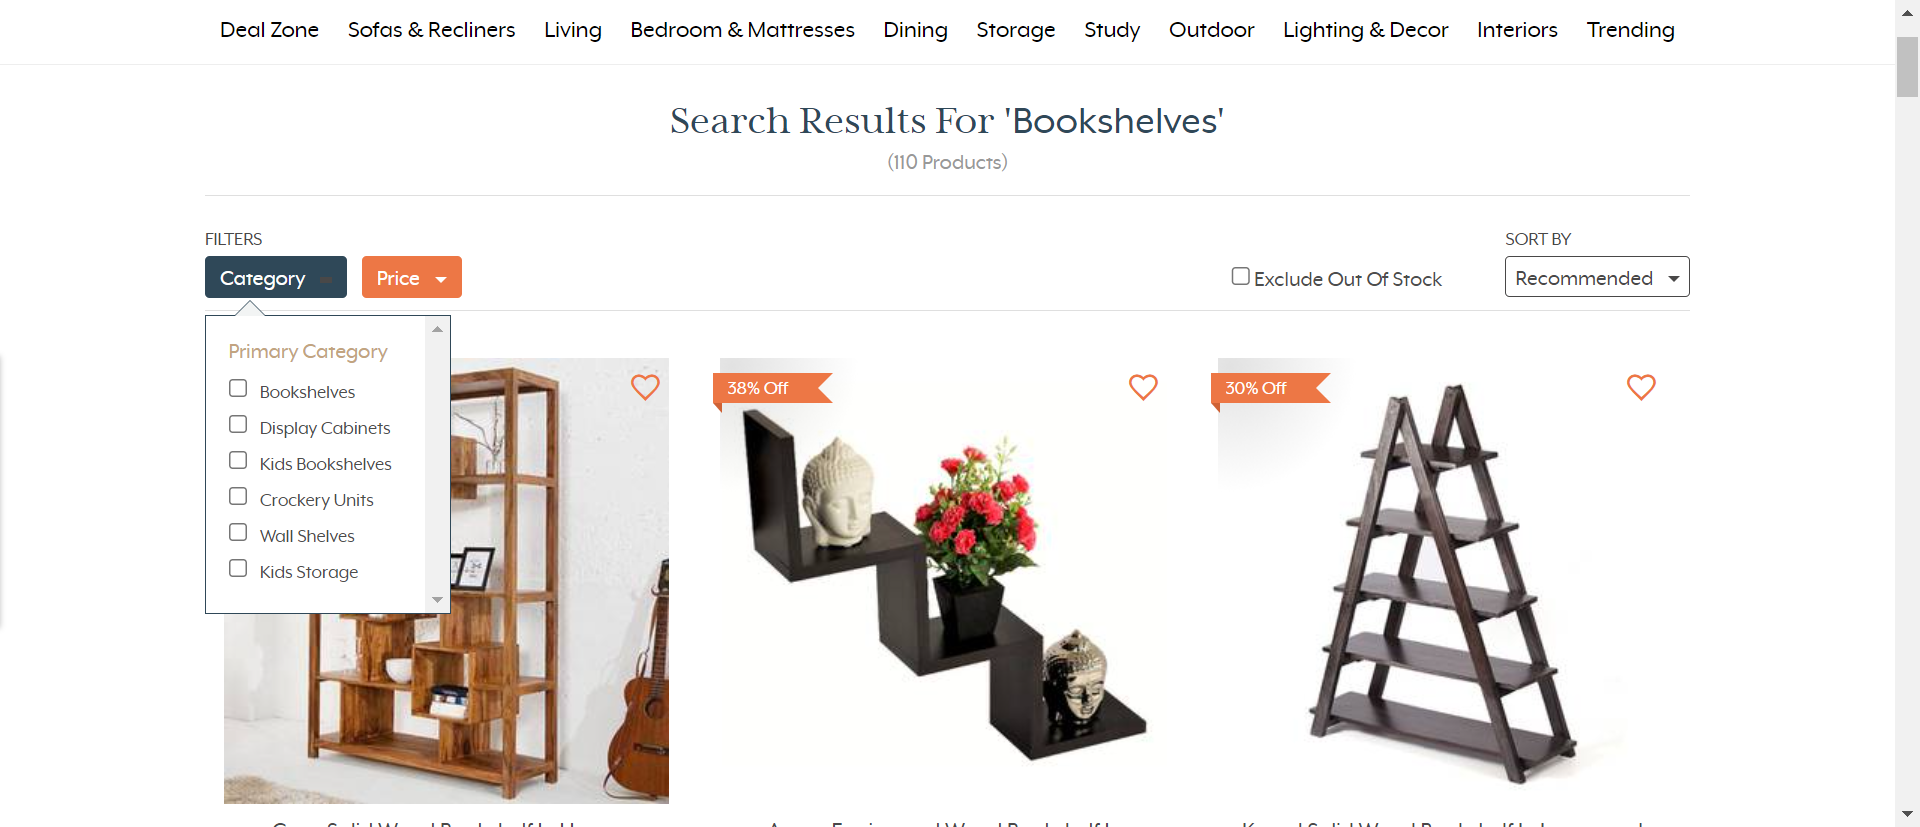 Deal Zone Sofas & Recliners Living Bedroom & Mattresses Dining Storage Study Outdoor Lighting & Decor Interiors Trending
Search Results For 'Bookshelves'
(110 Products)
FILTERS
SORT BY
Category
Price
Exclude Out Of Stock
Recommended
Primary Category
Bookshelves
Display Cabinets
Kids Bookshelves
Crockery Units
Wall Shelves
Kids Storage
38% Off
30% Off